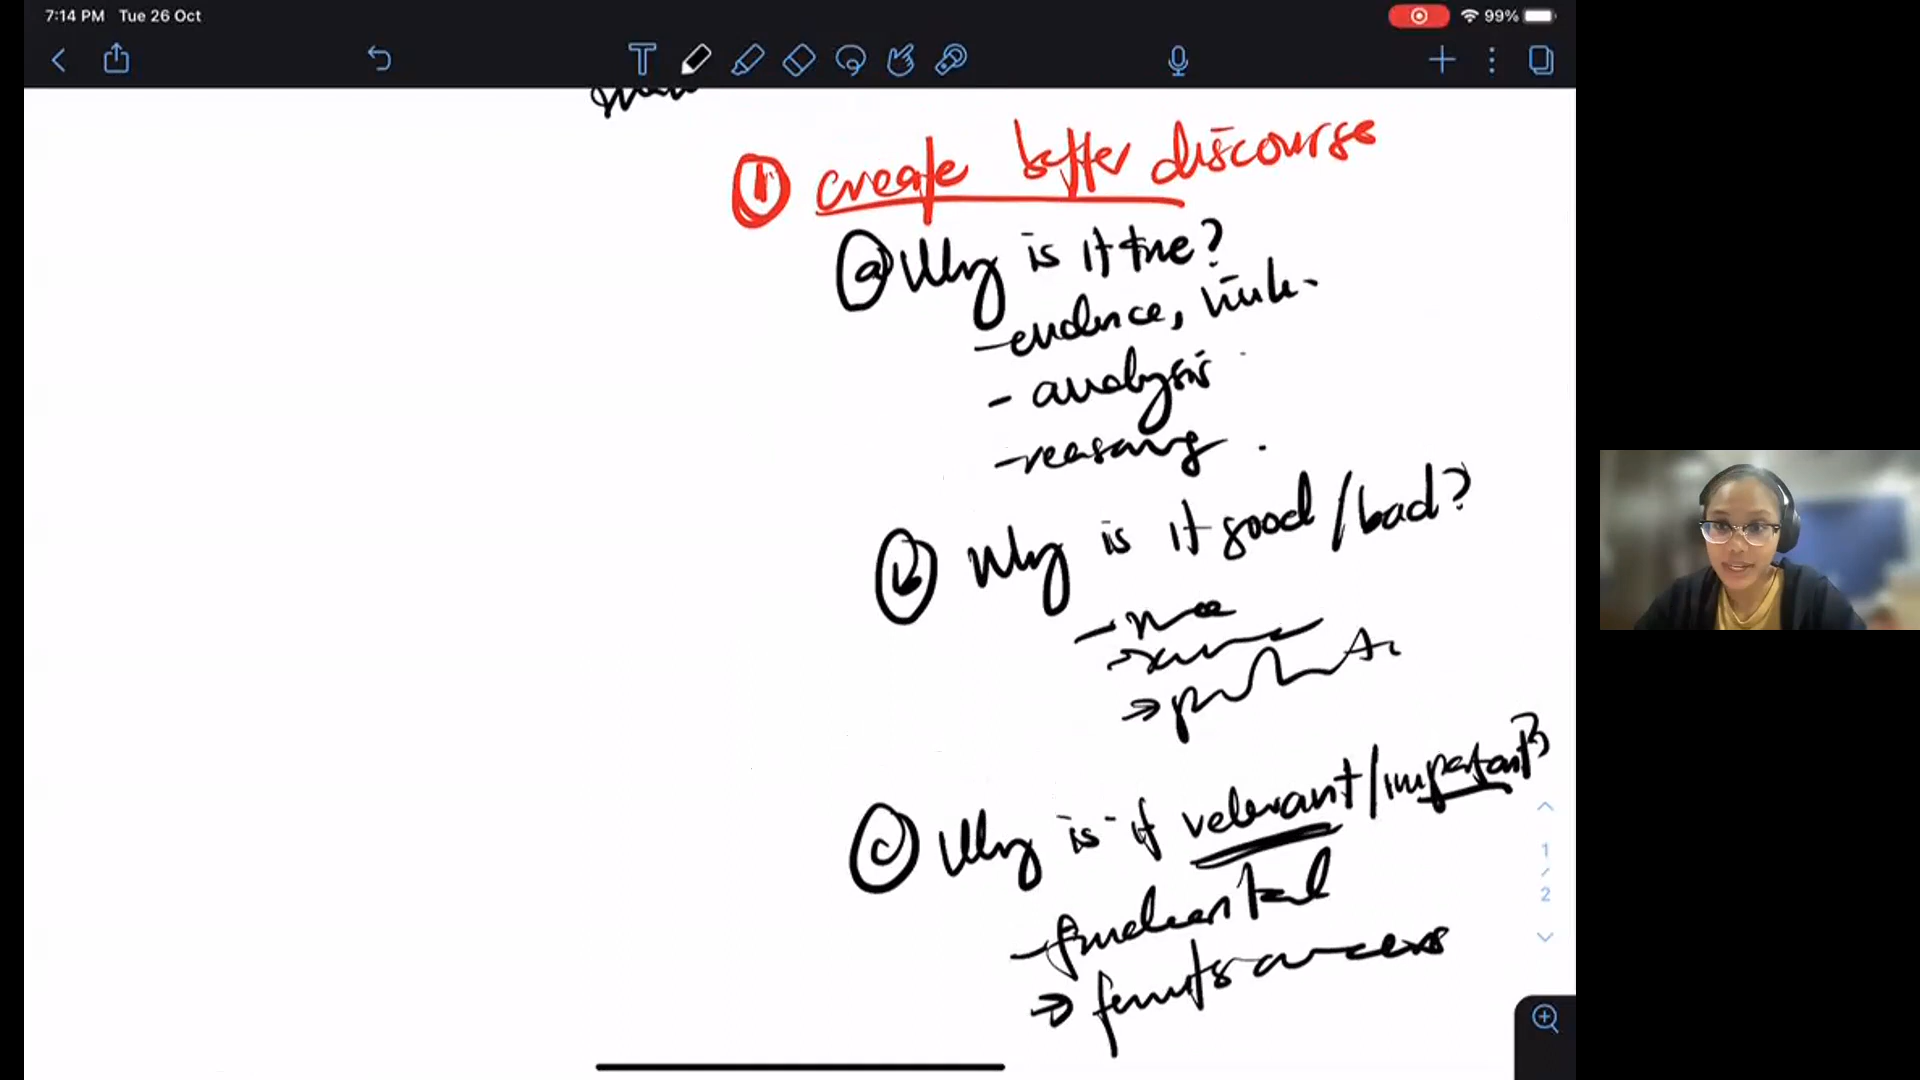 7:14 PM Tue 26 Oct
99%
1 create better discourse
a Why is it true?
- evidence,
- analysis
- reasoning
b Why is it good/bad?
c Why is it relevant/important?
- fundamental
1
/
2